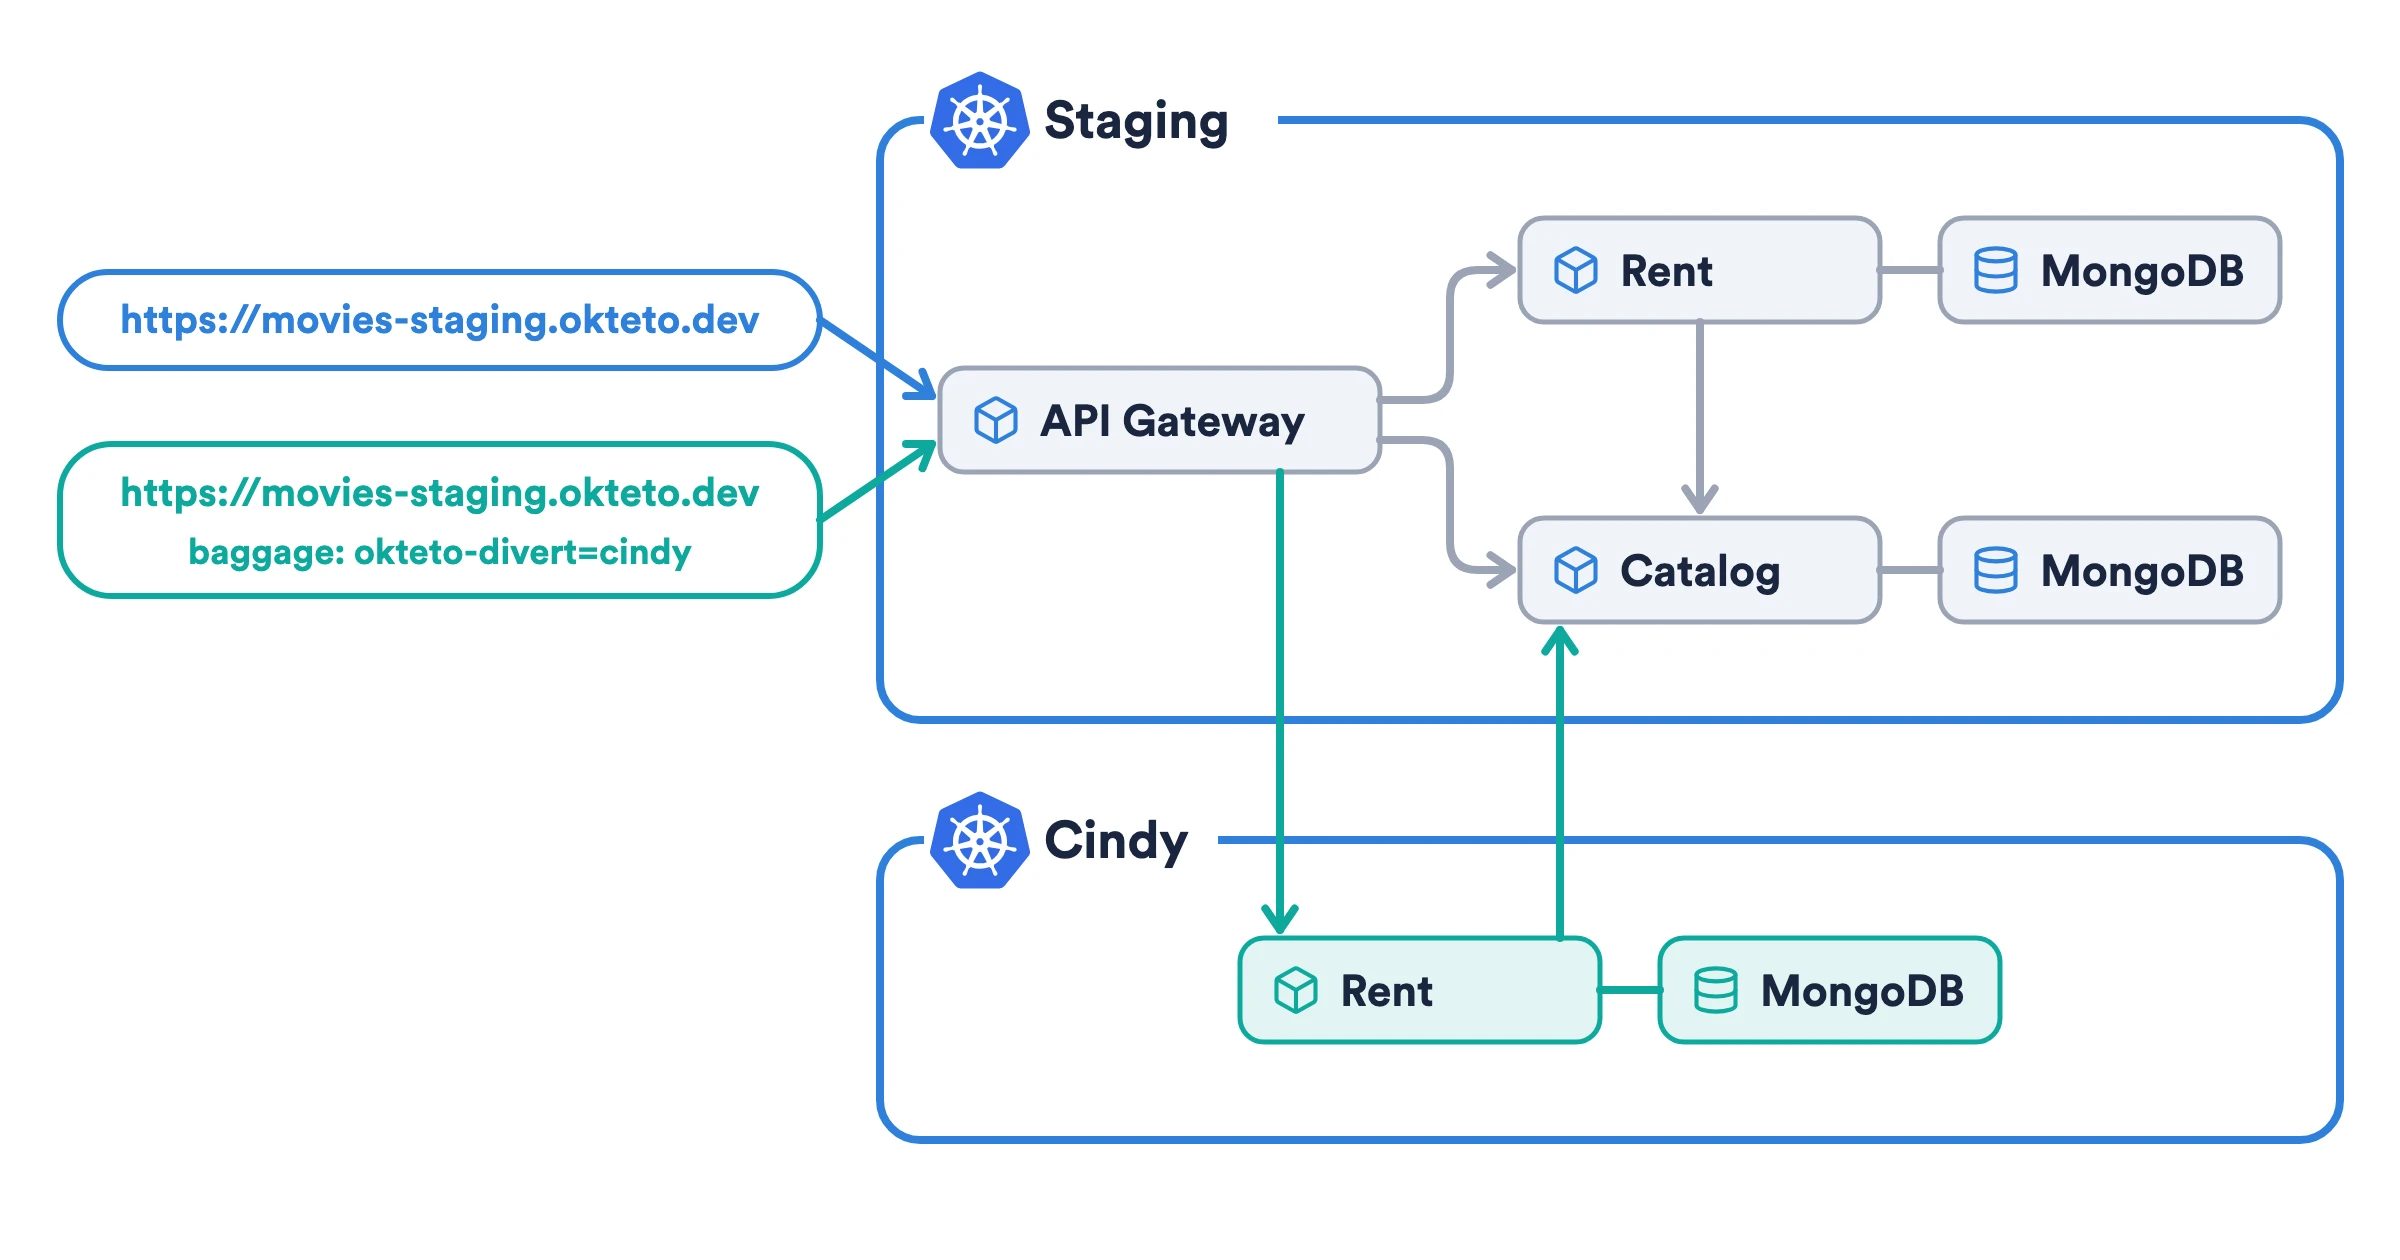 Staging
https://movies-staging.okteto.dev
https://movies-staging.okteto.dev
baggage: okteto-divert=cindy
API Gateway
Rent
MongoDB
Catalog
MongoDB
Cindy
Rent
MongoDB